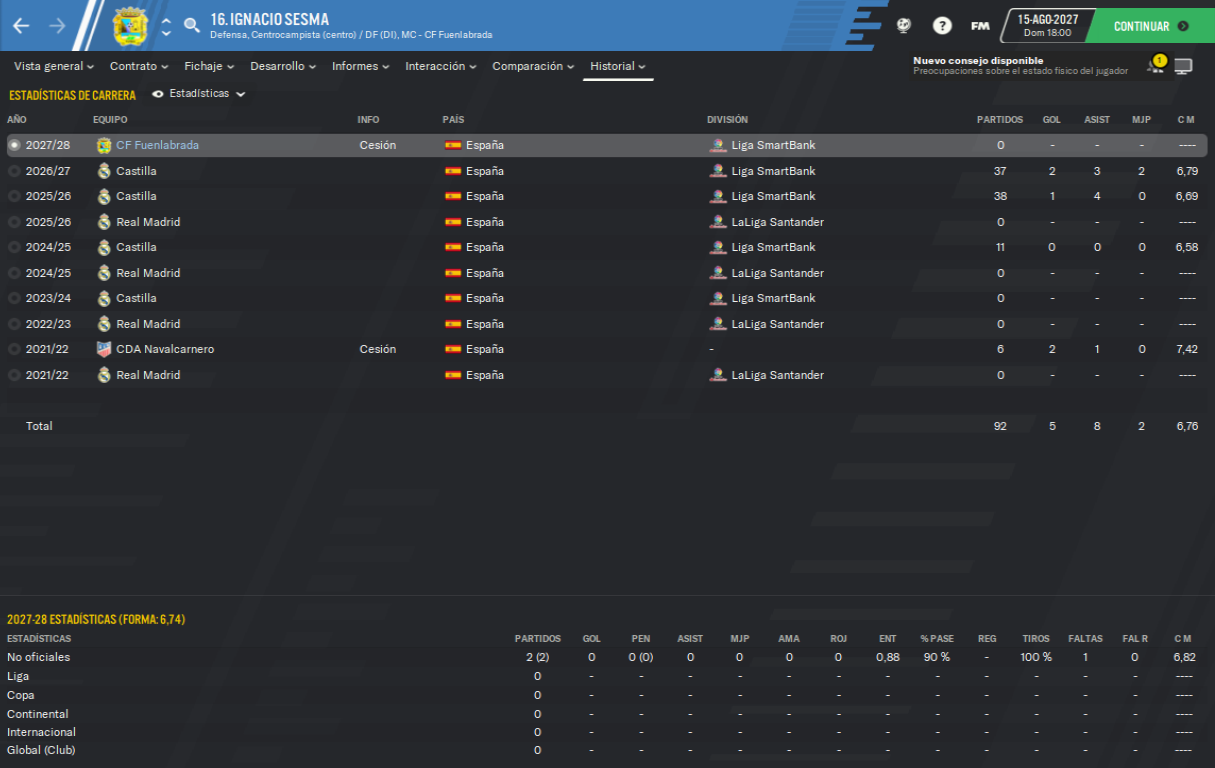 16. IGNACIO SESMA
Defensa, Centrocampista (centro) / DF (DI), MC - CF Fuenlabrada
? FM 15-AGO-2027 CONTINUAR
Dom 18:00
Vista general Contrato Fichaje Desarrollo Informes Interacción Comparación Historial
Nuevo consejo disponible 1
Preocupaciones sobre el estado físico del jugador
ESTADÍSTICAS DE CARRERA Estadísticas
AÑO EQUIPO INFO PAÍS DIVISIÓN PARTIDOS GOL ASIST MJP C M
2027/28 CF Fuenlabrada Cesión España Liga SmartBank 0 - - - ----
2026/27 Castilla España Liga SmartBank 37 2 3 2 6,79
2025/26 Castilla España Liga SmartBank 38 1 4 0 6,69
2025/26 Real Madrid España LaLiga Santander 0 - - - ----
2024/25 Castilla España Liga SmartBank 11 0 0 0 6,58
2024/25 Real Madrid España LaLiga Santander 0 - - - ----
2023/24 Castilla España Liga SmartBank 0 - - - ----
2022/23 Real Madrid España LaLiga Santander 0 - - - ----
2021/22 CDA Navalcarnero Cesión España - 6 2 1 0 7,42
2021/22 Real Madrid España LaLiga Santander 0 - - - ----
Total 92 5 8 2 6,76
2027-28 ESTADÍSTICAS (FORMA: 6,74)
ESTADÍSTICAS PARTIDOS GOL PEN ASIST MJP AMA ROJ ENT % PASE REG TIROS FALTAS FAL R C M
No oficiales 2 (2) 0 0 (0) 0 0 0 0 0,88 90 % - 100 % 1 0 6,82
Liga 0 - - - - - - - - - - - - ----
Copa 0 - - - - - - - - - - - - ----
Continental 0 - - - - - - - - - - - - ----
Internacional 0 - - - - - - - - - - - - ----
Global (Club) 0 - - - - - - - - - - - - ----